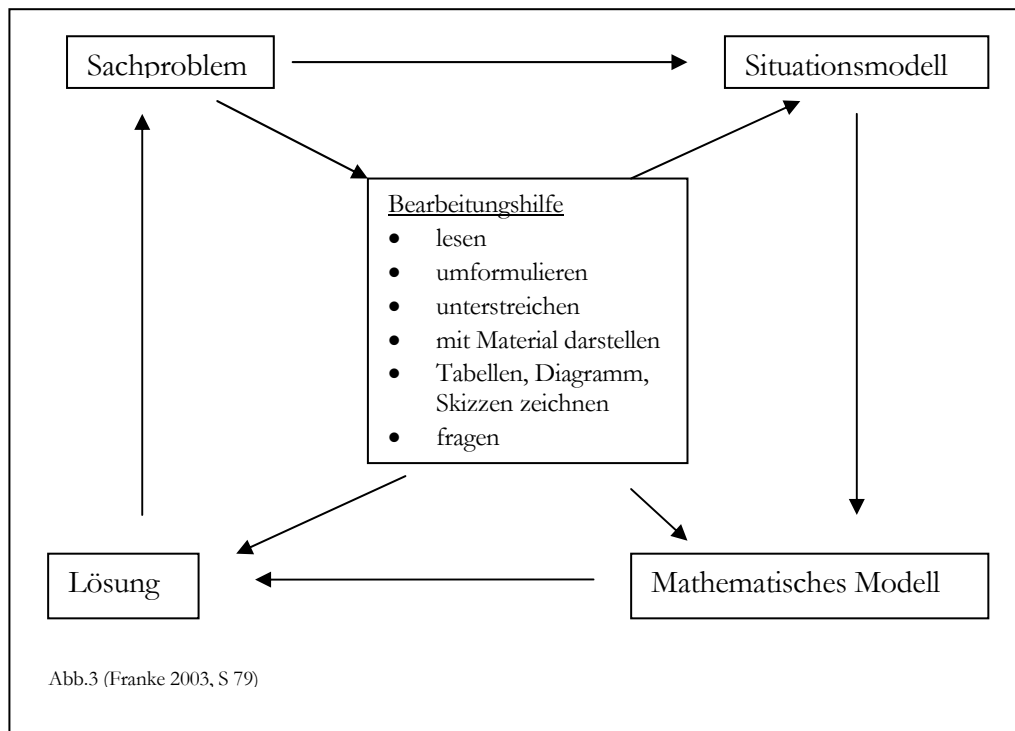 Sachproblem
Situationsmodell
Bearbeitungshilfe
• lesen
• umformulieren
• unterstreichen
• mit Material darstellen
• Tabellen, Diagramm,
Skizzen zeichnen
• fragen
Lösung
Mathematisches Modell
Abb.3 (Franke 2003, S 79)